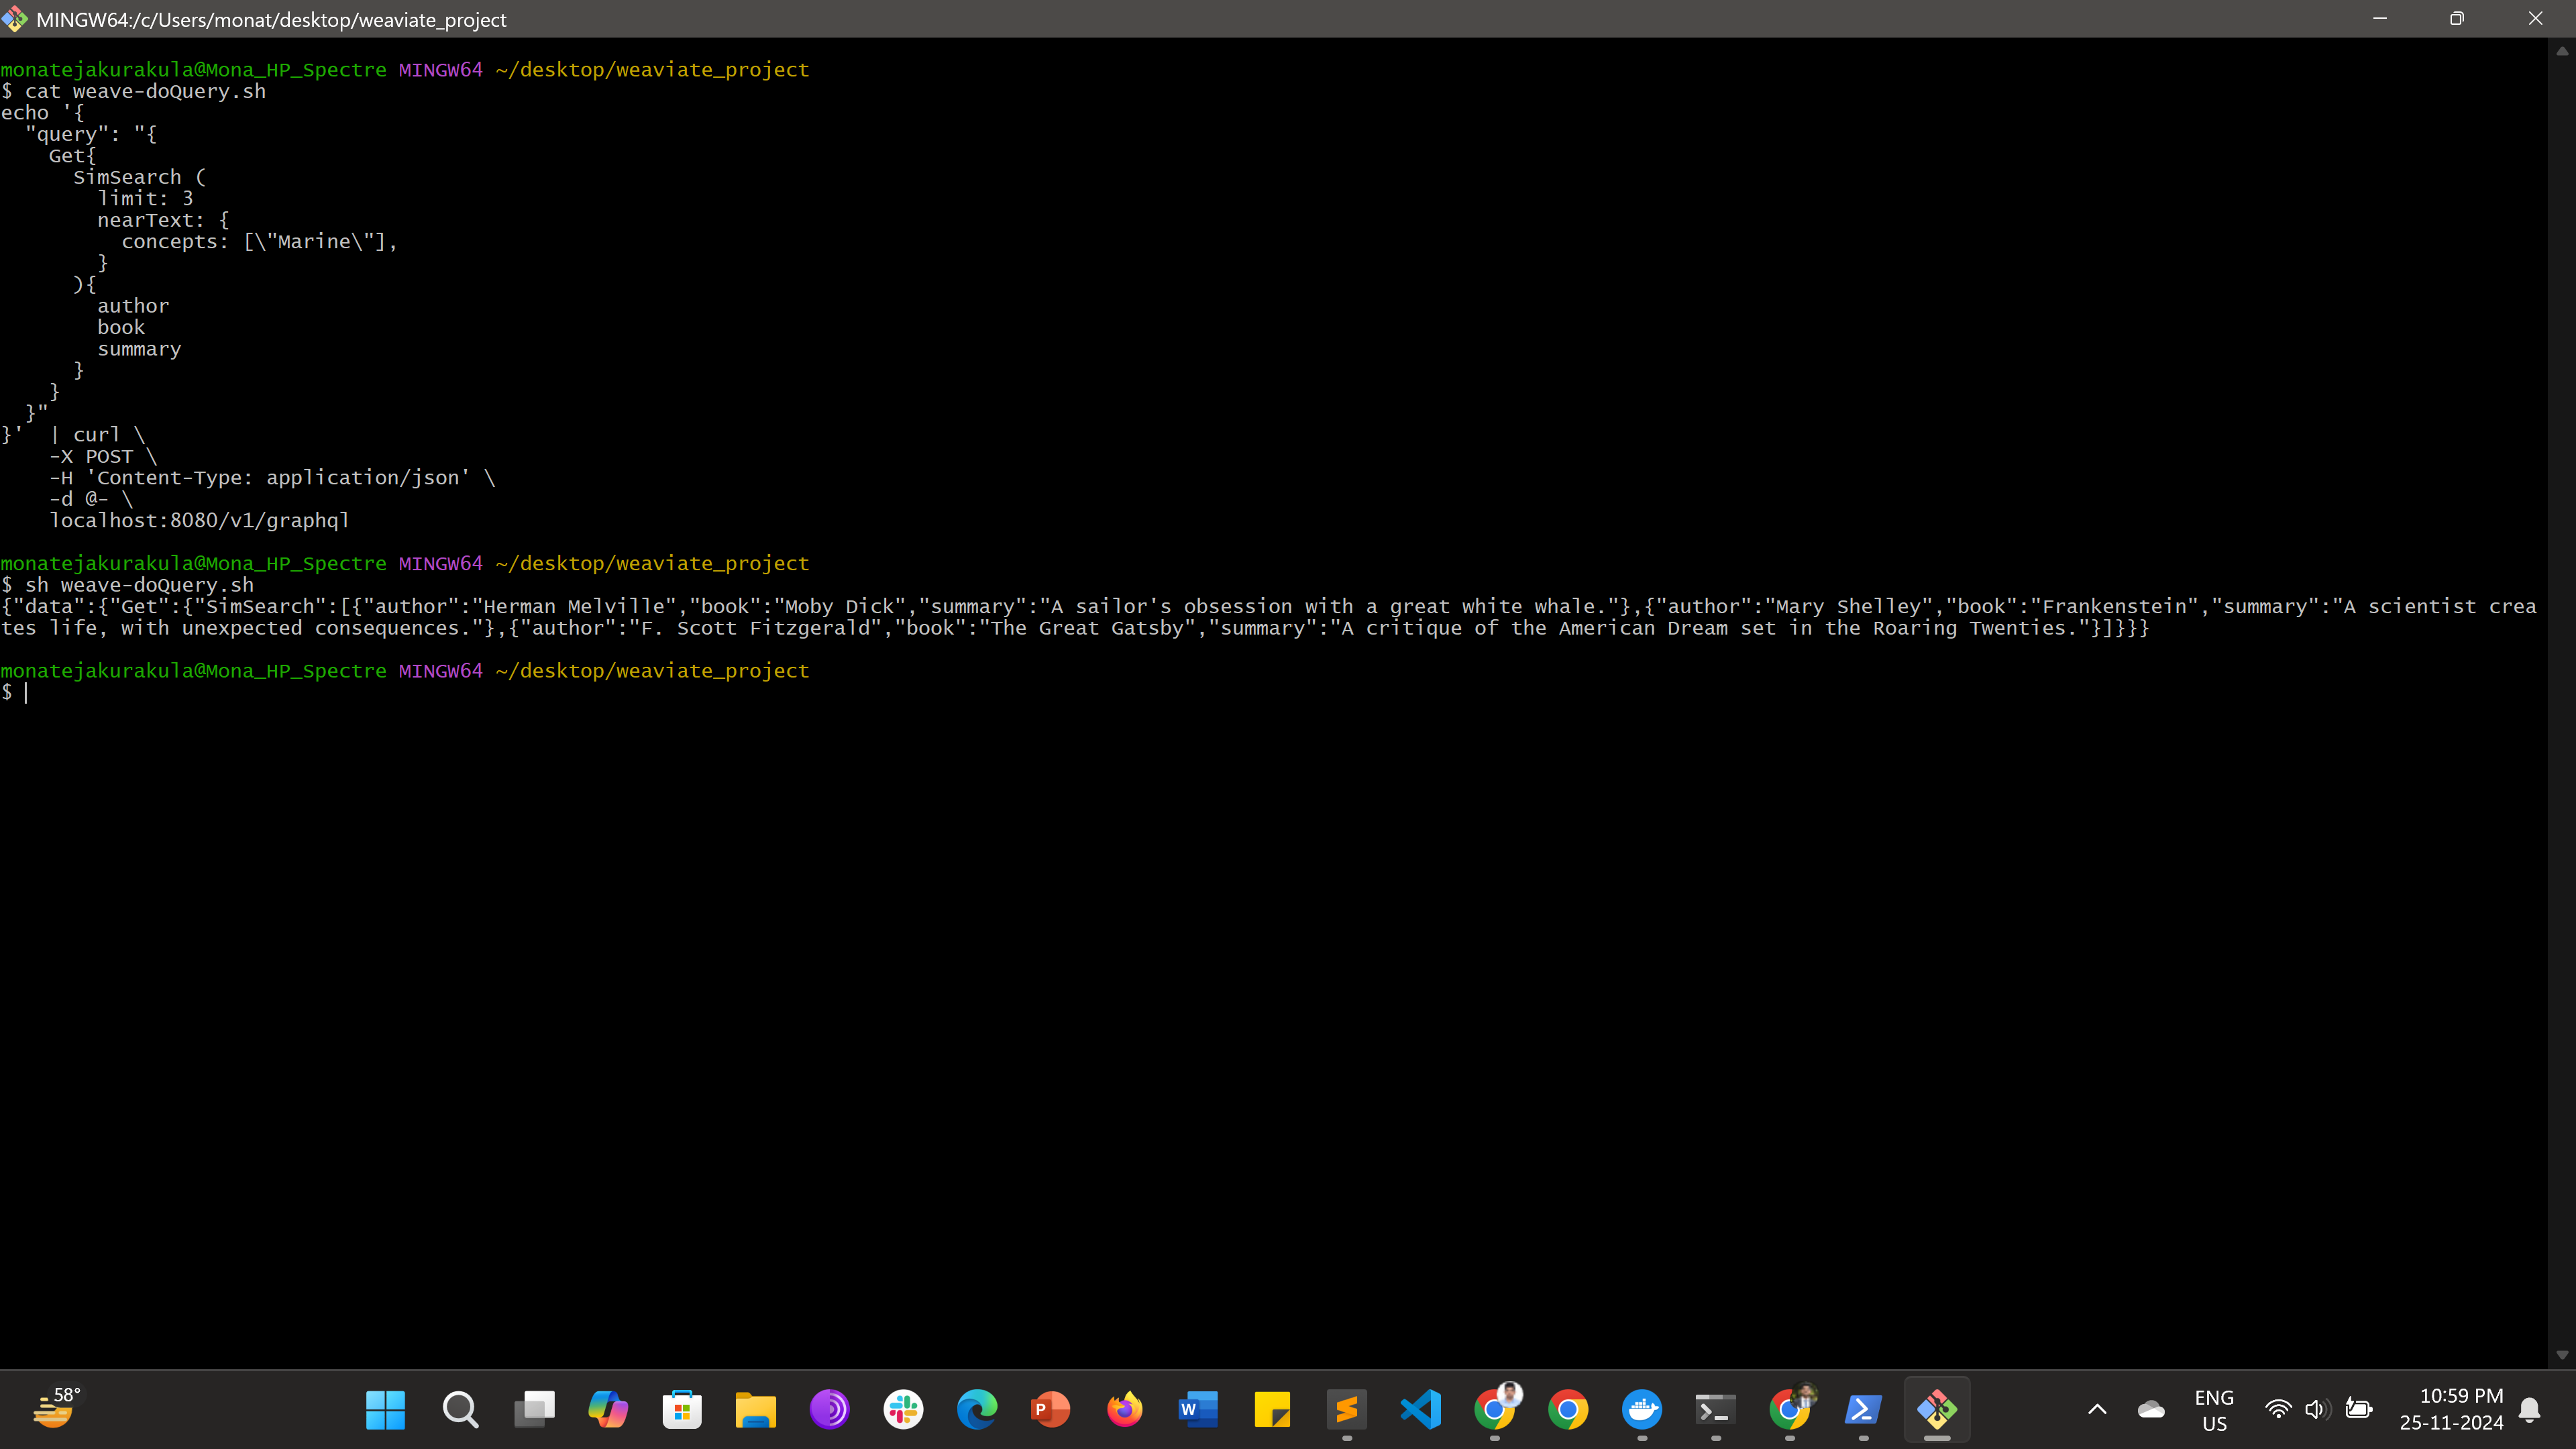 MINGW64:/c/Users/monat/desktop/weaviate_project
monatejakurakula@Mona_HP_Spectre MINGW64 ~/desktop/weaviate_project
$ cat weave-doQuery.sh
echo '{
  "query": "{
    Get{
      SimSearch (
        limit: 3
        nearText: {
          concepts: [\"Marine\"],
        }
      ){
        author
        book
        summary
      }
    }
  }"
}'  | curl \
    -X POST \
    -H 'Content-Type: application/json' \
    -d @- \
    localhost:8080/v1/graphql
monatejakurakula@Mona_HP_Spectre MINGW64 ~/desktop/weaviate_project
$ sh weave-doQuery.sh
{"data":{"Get":{"SimSearch":[{"author":"Herman Melville","book":"Moby Dick","summary":"A sailor's obsession with a great white whale."},{"author":"Mary Shelley","book":"Frankenstein","summary":"A scientist crea
tes life, with unexpected consequences."},{"author":"F. Scott Fitzgerald","book":"The Great Gatsby","summary":"A critique of the American Dream set in the Roaring Twenties."}]}}}
monatejakurakula@Mona_HP_Spectre MINGW64 ~/desktop/weaviate_project
$
58°
P
W
ENG
US
10:59 PM
25-11-2024